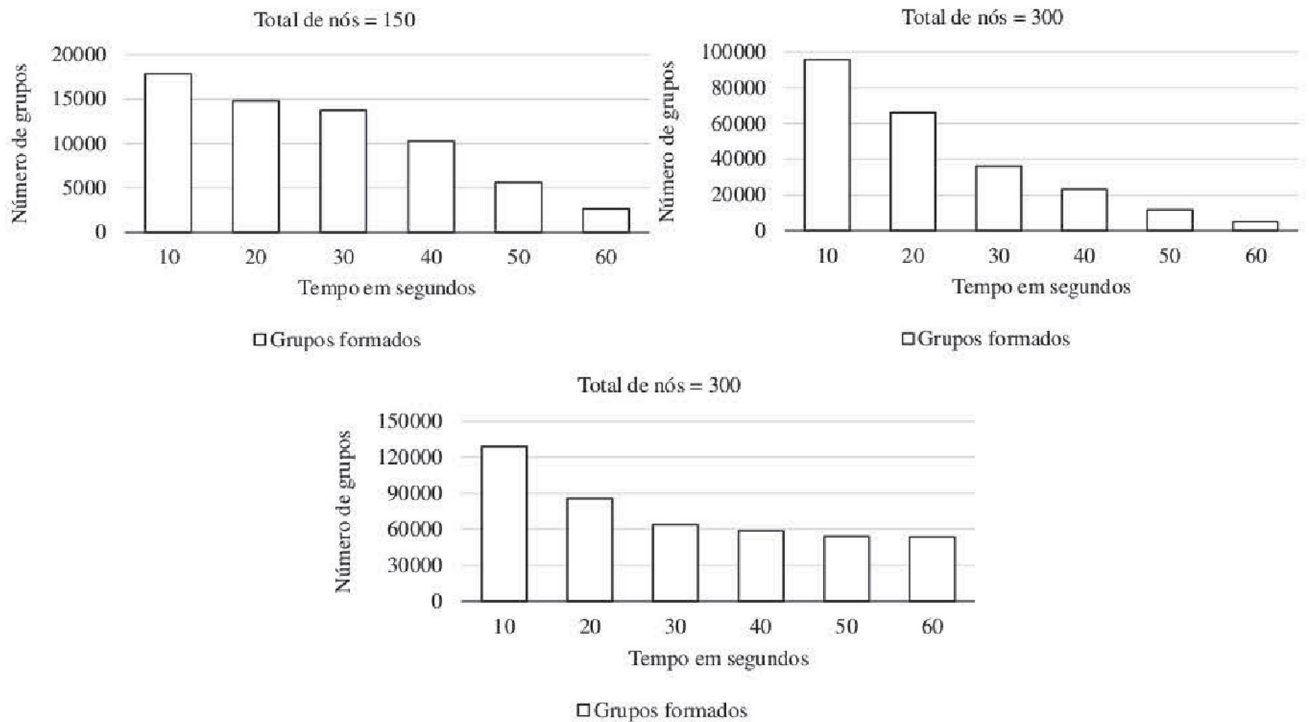 Total de nós = 150
Número de grupos
20000
15000
10000
5000
0
10 20 30 40 50 60
Tempo em segundos
Grupos formados
Total de nós = 300
Número de grupos
100000
80000
60000
40000
20000
0
10 20 30 40 50 60
Tempo em segundos
Grupos formados
Total de nós = 300
Número de grupos
150000
120000
90000
60000
30000
0
10 20 30 40 50 60
Tempo em segundos
Grupos formados